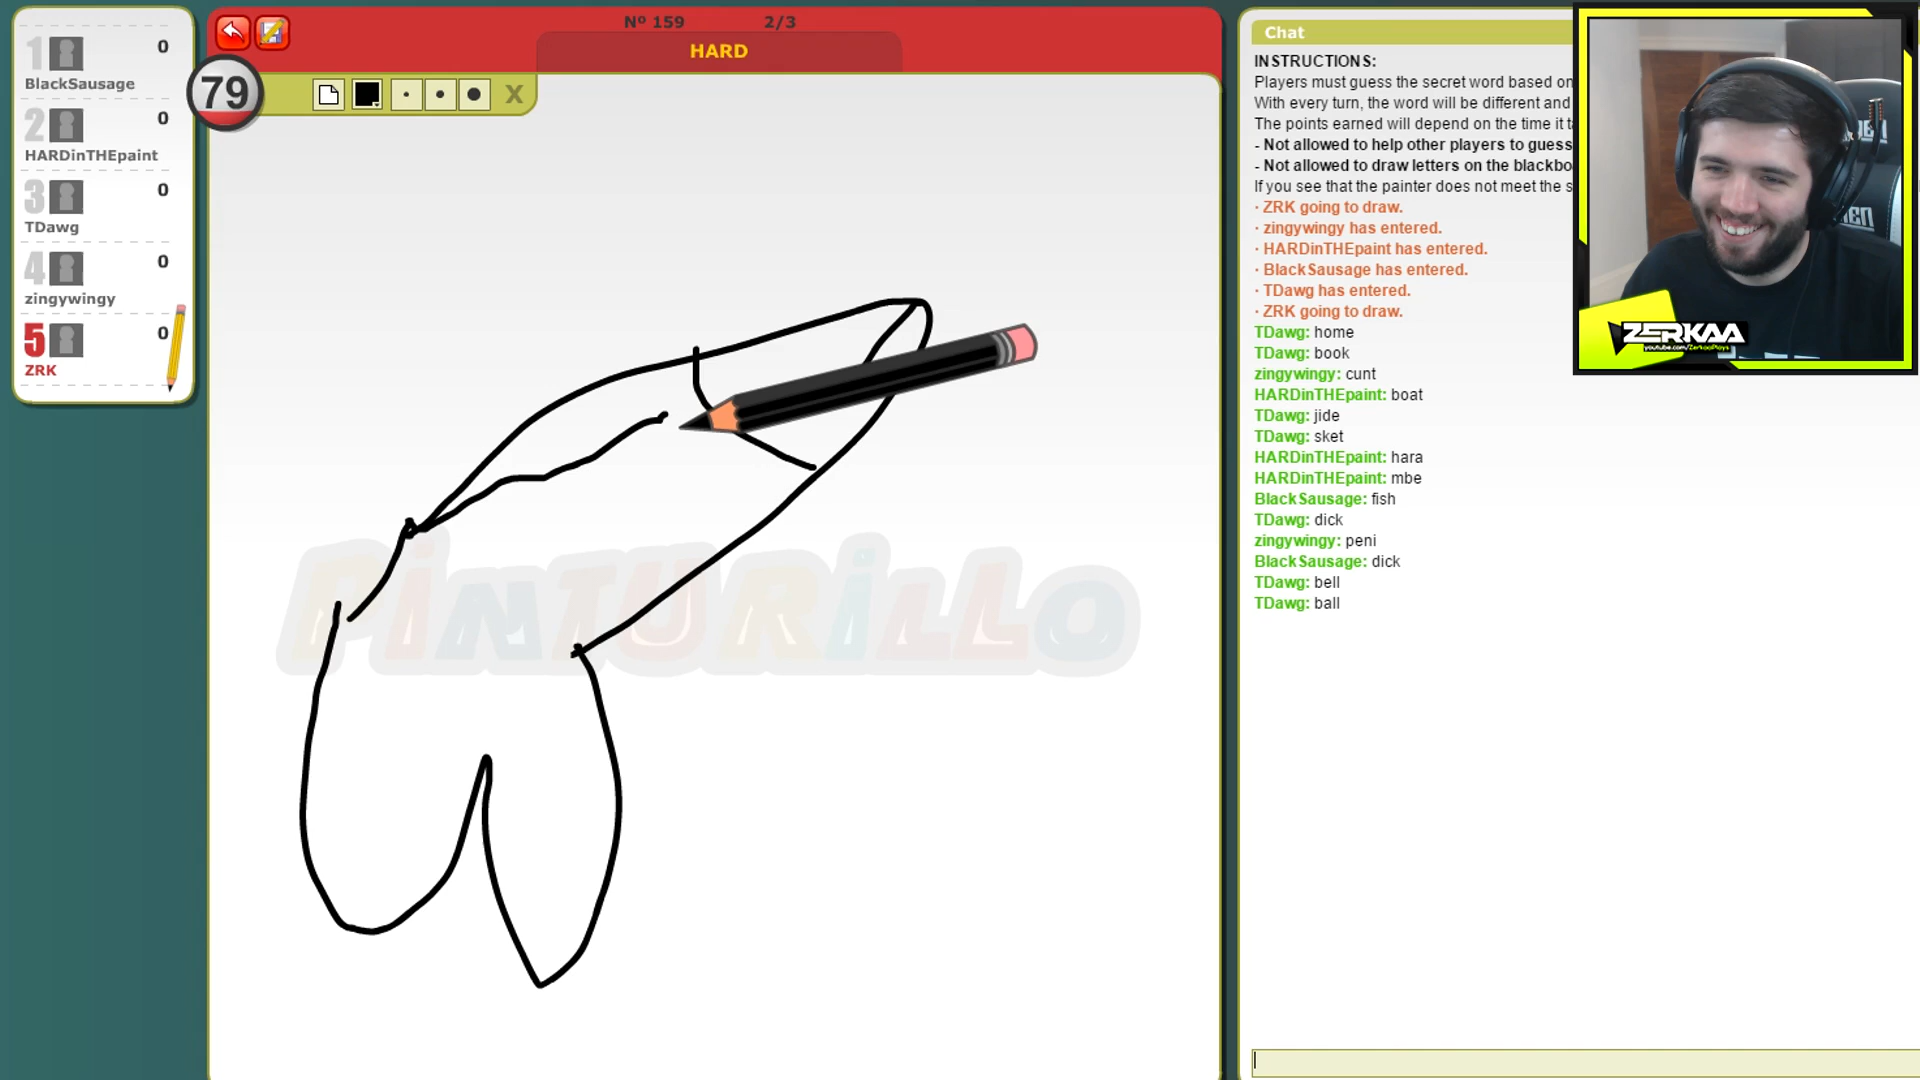 1
BlackSausage
0
2
HARDinTHEpaint
0
3
TDawg
0
4
zingywingy
0
5
ZRK
0
Nº 159
2/3
HARD
79
X
PINTURILLO
Chat
INSTRUCTIONS:
Players must guess the secret word based on
With every turn, the word will be different and
The points earned will depend on the time it ta
- Not allowed to help other players to guess
- Not allowed to draw letters on the blackbo
If you see that the painter does not meet the s
· ZRK going to draw.
· zingywingy has entered.
· HARDinTHEpaint has entered.
· BlackSausage has entered.
· TDawg has entered.
· ZRK going to draw.
TDawg: home
TDawg: book
zingywingy: cunt
HARDinTHEpaint: boat
TDawg: jide
TDawg: sket
HARDinTHEpaint: hara
HARDinTHEpaint: mbe
BlackSausage: fish
TDawg: dick
zingywingy: peni
BlackSausage: dick
TDawg: bell
TDawg: ball
ZERKAA
youtube.com/ZerkaaPlays